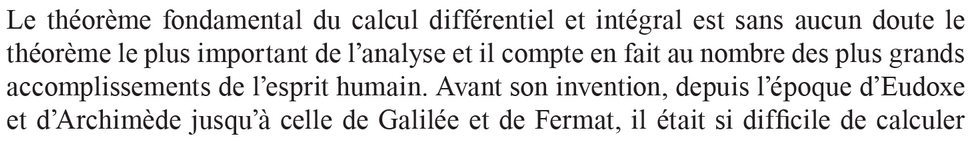 Le théorème fondamental du calcul différentiel et intégral est sans aucun doute le
théorème le plus important de l’analyse et il compte en fait au nombre des plus grands
accomplissements de l’esprit humain. Avant son invention, depuis l’époque d’Eudoxe
et d’Archimède jusqu’à celle de Galilée et de Fermat, il était si difficile de calculer